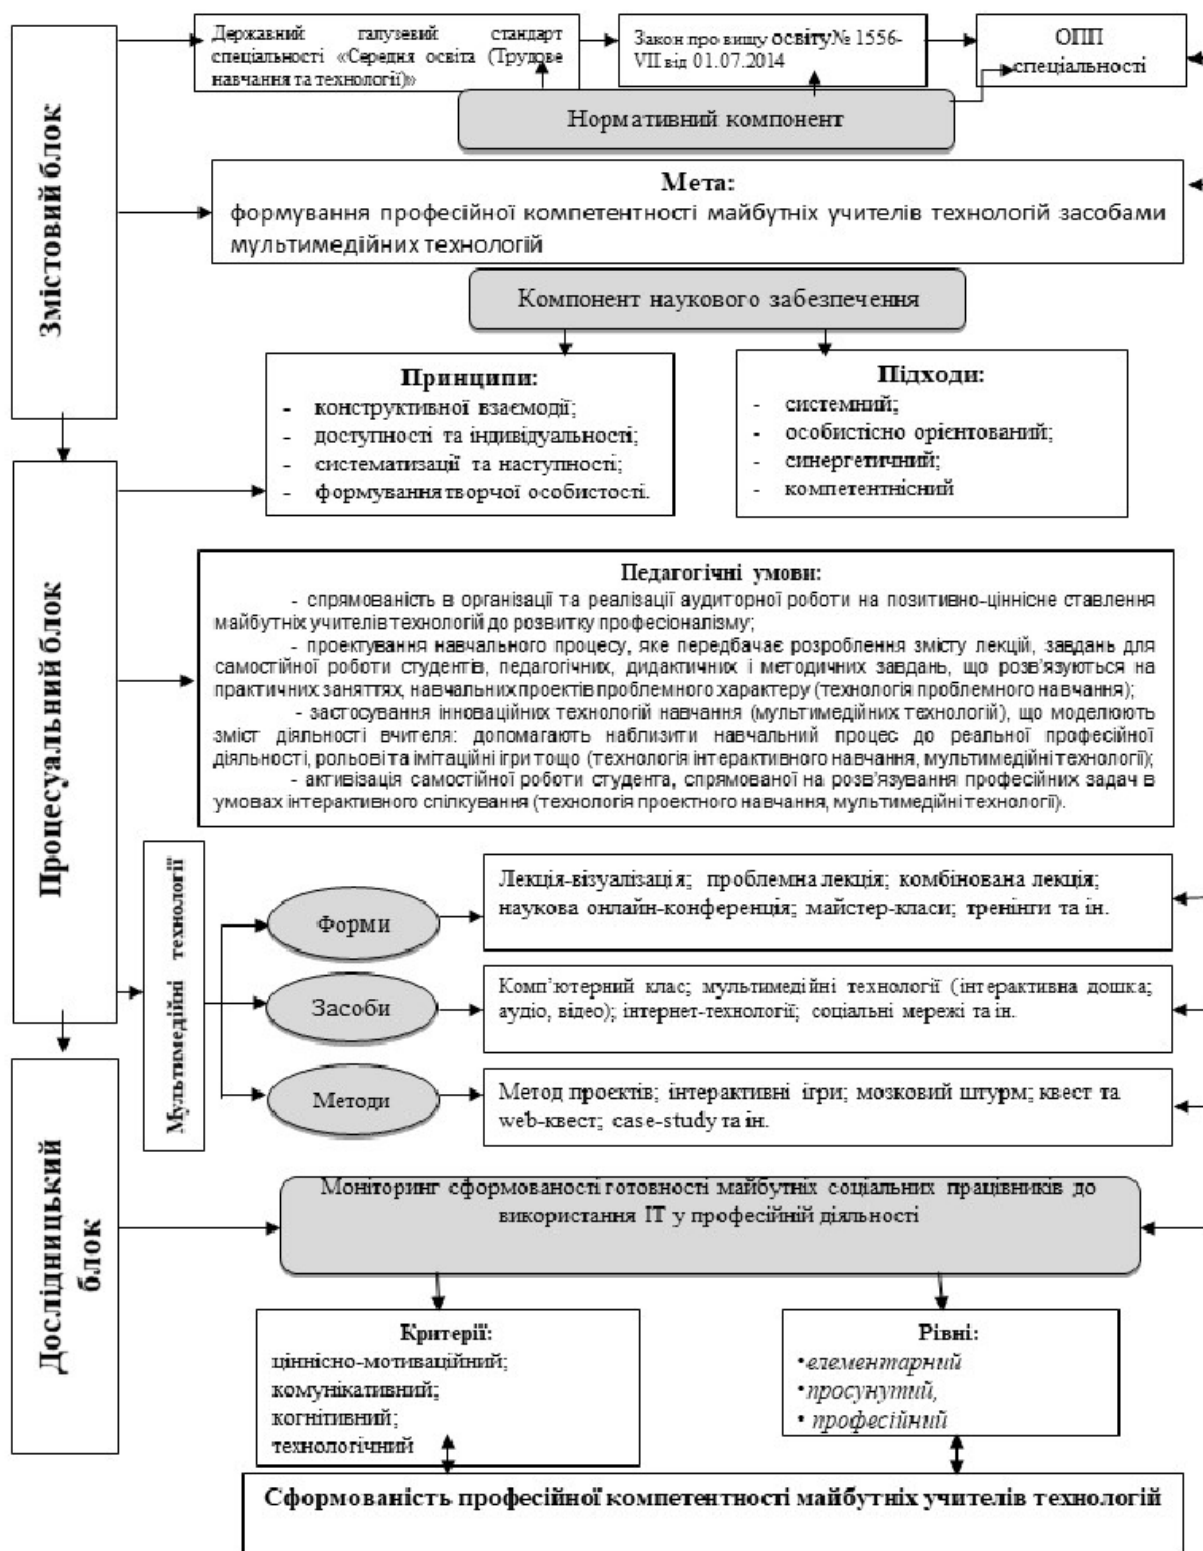 Змістовий блок
Державний галузевий стандарт
спеціальності «Середня освіта (Трудове
навчання та технології)»
Закон про вищу освіту№ 1556-
VII від 01.07.2014
ОПП
спеціальності
Нормативний компонент
Мета:
формування професійної компетентності майбутніх учителів технологій засобами
мультимедійних технологій
Компонент наукового забезпечення
Принципи:
- конструктивної взаємодії;
- доступності та індивідуальності;
- систематизації та наступності;
- формування творчої особистості.
Підходи:
- системний;
- особистісно орієнтований;
- синергетичний;
- компетентнісний
Процесуальний блок
Педагогічні умови:
- спрямованість в організації та реалізації аудиторної роботи на позитивно-ціннісне ставлення
майбутніх учителів технологій до розвитку професіоналізму;
- проектування навчального процесу, яке передбачає розроблення змісту лекцій, завдань для
самостійної роботи студентів, педагогічних, дидактичних і методичних завдань, що розв'язуються на
практичних заняттях, навчальних проектів проблемного характеру (технологія проблемного навчання);
- застосування інноваційних технологій навчання (мультимедійних технологій), що моделюють
зміст діяльності вчителя: допомагають наблизити навчальний процес до реальної професійної
діяльності, рольові та імітаційні ігри тощо (технологія інтерактивного навчання, мультимедійні технології);
- активізація самостійної роботи студента, спрямованої на розв'язування професійних задач в
умовах інтерактивного спілкування (технологія проектного навчання, мультимедійні технології).
Мультимедійні технології
Форми
Лекція-візуалізація; проблемна лекція; комбінована лекція;
наукова онлайн-конференція; майстер-класи; тренінги та ін.
Засоби
Комп'ютерний клас; мультимедійні технології (інтерактивна дошка;
аудіо, відео); інтернет-технології; соціальні мережі та ін.
Методи
Метод проєктів; інтерактивні ігри; мозковий штурм; квест та
web-квест; case-study та ін.
Дослідницький
блок
Моніторинг сформованості готовності майбутніх соціальних працівників до
використання ІТ у професійній діяльності
Критерії:
ціннісно-мотиваційний;
комунікативний;
когнітивний;
технологічний
Рівні:
•елементарний
•просунутий,
• професійний
Сформованість професійної компетентності майбутніх учителів технологій